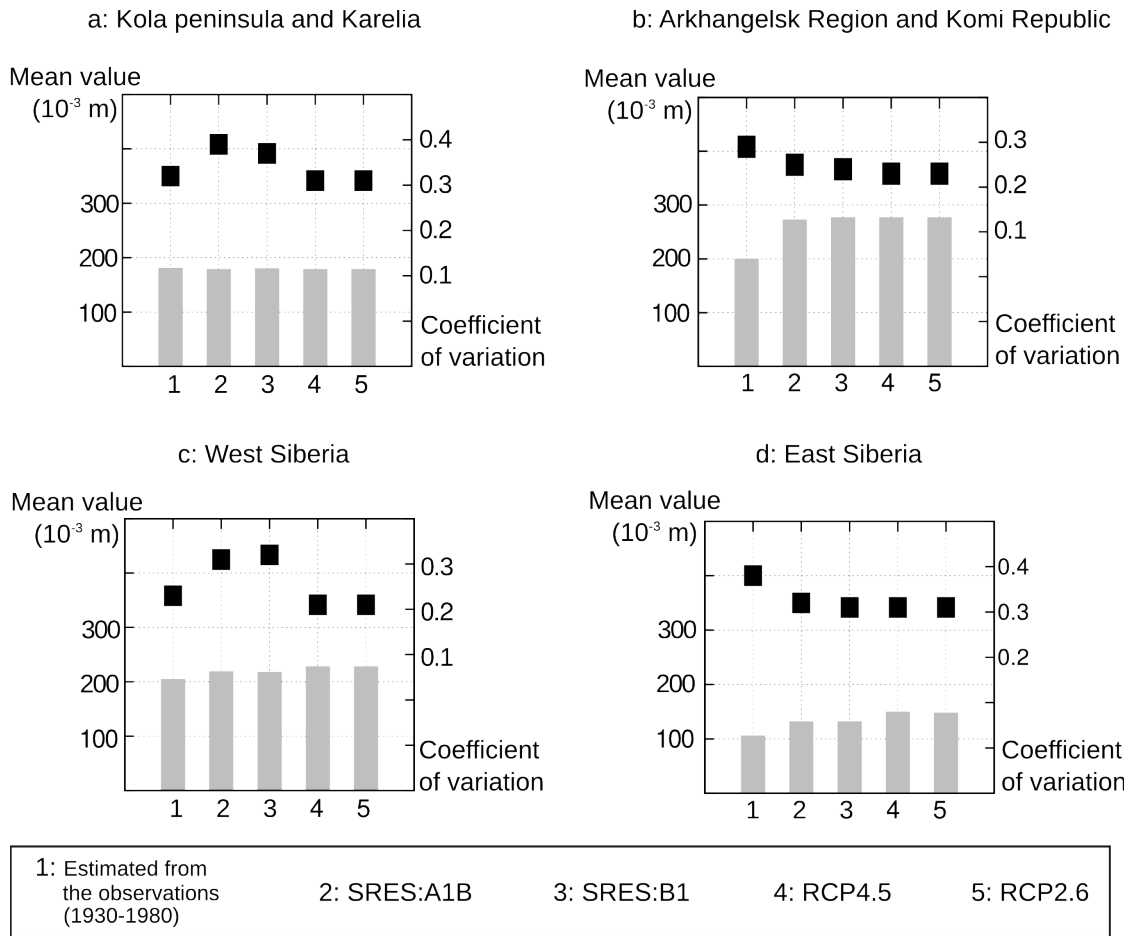 a: Kola peninsula and Karelia
b: Arkhangelsk Region and Komi Republic
Mean value
(10⁻³ m)
300
200
100
0.4
0.3
0.2
0.1
Coefficient
of variation
1 2 3 4 5
Mean value
(10⁻³ m)
300
200
100
0.3
0.2
0.1
Coefficient
of variation
1 2 3 4 5
c: West Siberia
d: East Siberia
Mean value
(10⁻³ m)
300
200
100
0.3
0.2
0.1
Coefficient
of variation
1 2 3 4 5
Mean value
(10⁻³ m)
300
200
100
0.4
0.3
0.2
Coefficient
of variation
1 2 3 4 5
1: Estimated from
the observations
(1930-1980)
2: SRES:A1B
3: SRES:B1
4: RCP4.5
5: RCP2.6